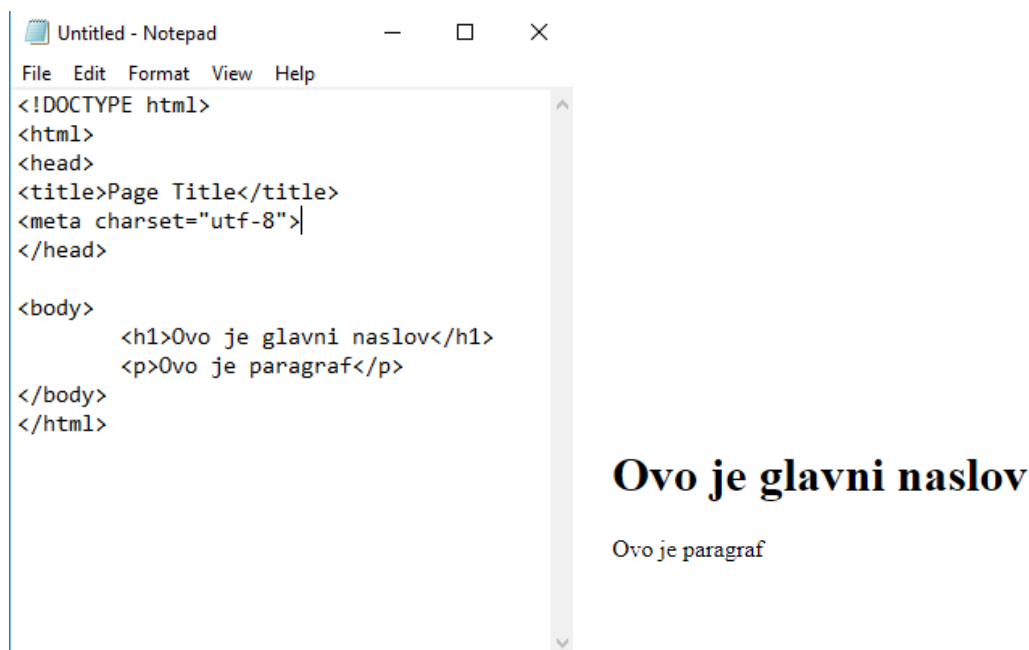 Untitled - Notepad
File Edit Format View Help
<!DOCTYPE html>
<html>
<head>
<title>Page Title</title>
<meta charset="utf-8">
</head>
<body>
<h1>Ovo je glavni naslov</h1>
<p>Ovo je paragraf</p>
</body>
</html>
Ovo je glavni naslov
Ovo je paragraf